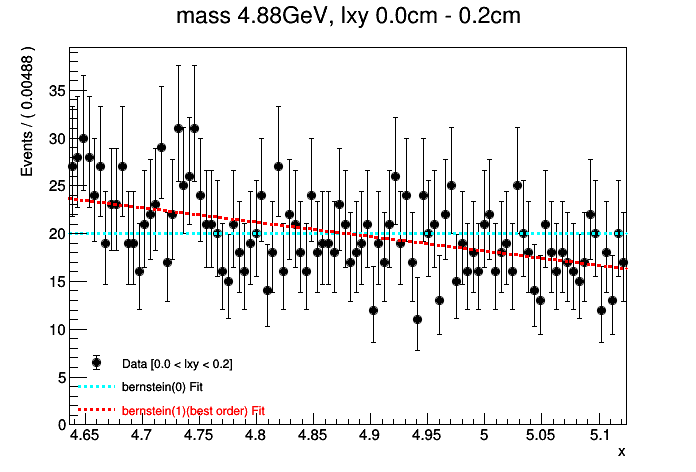 mass 4.88GeV, lxy 0.0cm - 0.2cm
Events / ( 0.00488 )
35
30
25
20
15
10
5
0
Data [0.0 < lxy < 0.2]
bernstein(0) Fit
bernstein(1)(best order) Fit
4.65 4.7 4.75 4.8 4.85 4.9 4.95 5 5.05 5.1
x